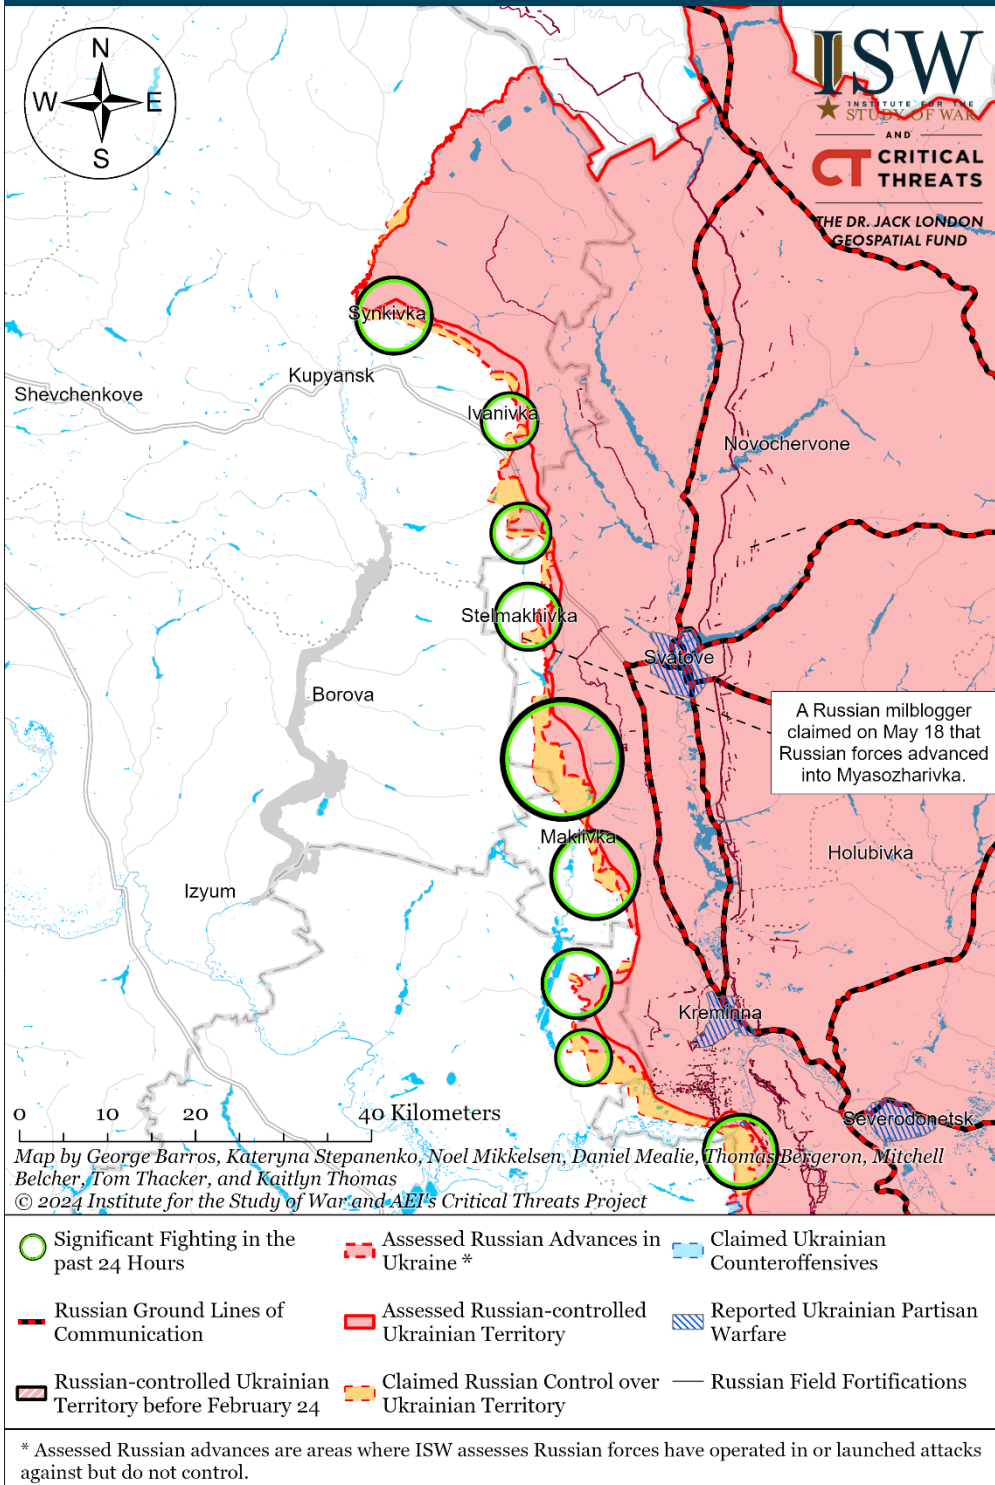 N
W E
S
ISW
INSTITUTE FOR THE
STUDY OF WAR
AND
CT CRITICAL
THREATS
THE DR. JACK LONDON
GEOSPATIAL FUND
Synkivka
Kupyansk
Shevchenkove
Ivanivka
Novochervone
Stelmakhivka
Svatove
Borova
A Russian milblogger
claimed on May 18 that
Russian forces advanced
into Myasozharivka.
Makiivka
Holubivka
Izyum
Kreminna
Severodonetsk
0 10 20 40 Kilometers
Map by George Barros, Kateryna Stepanenko, Noel Mikkelsen, Daniel Mealie, Thomas Bergeron, Mitchell
Belcher, Tom Thacker, and Kaitlyn Thomas
© 2024 Institute for the Study of War and AEI's Critical Threats Project
Significant Fighting in the
past 24 Hours
Assessed Russian Advances in
Ukraine *
Claimed Ukrainian
Counteroffensives
Russian Ground Lines of
Communication
Assessed Russian-controlled
Ukrainian Territory
Reported Ukrainian Partisan
Warfare
Russian-controlled Ukrainian
Territory before February 24
Claimed Russian Control over
Ukrainian Territory
Russian Field Fortifications
* Assessed Russian advances are areas where ISW assesses Russian forces have operated in or launched attacks
against but do not control.